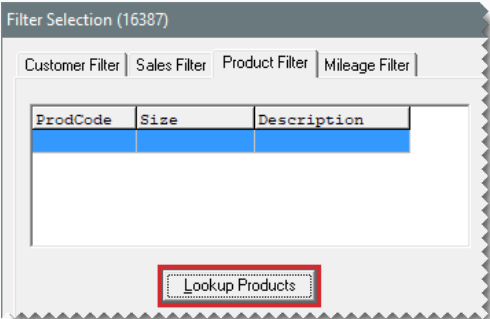 Filter Selection (16387)
Customer Filter Sales Filter Product Filter Mileage Filter
ProdCode Size Description
Lookup Products